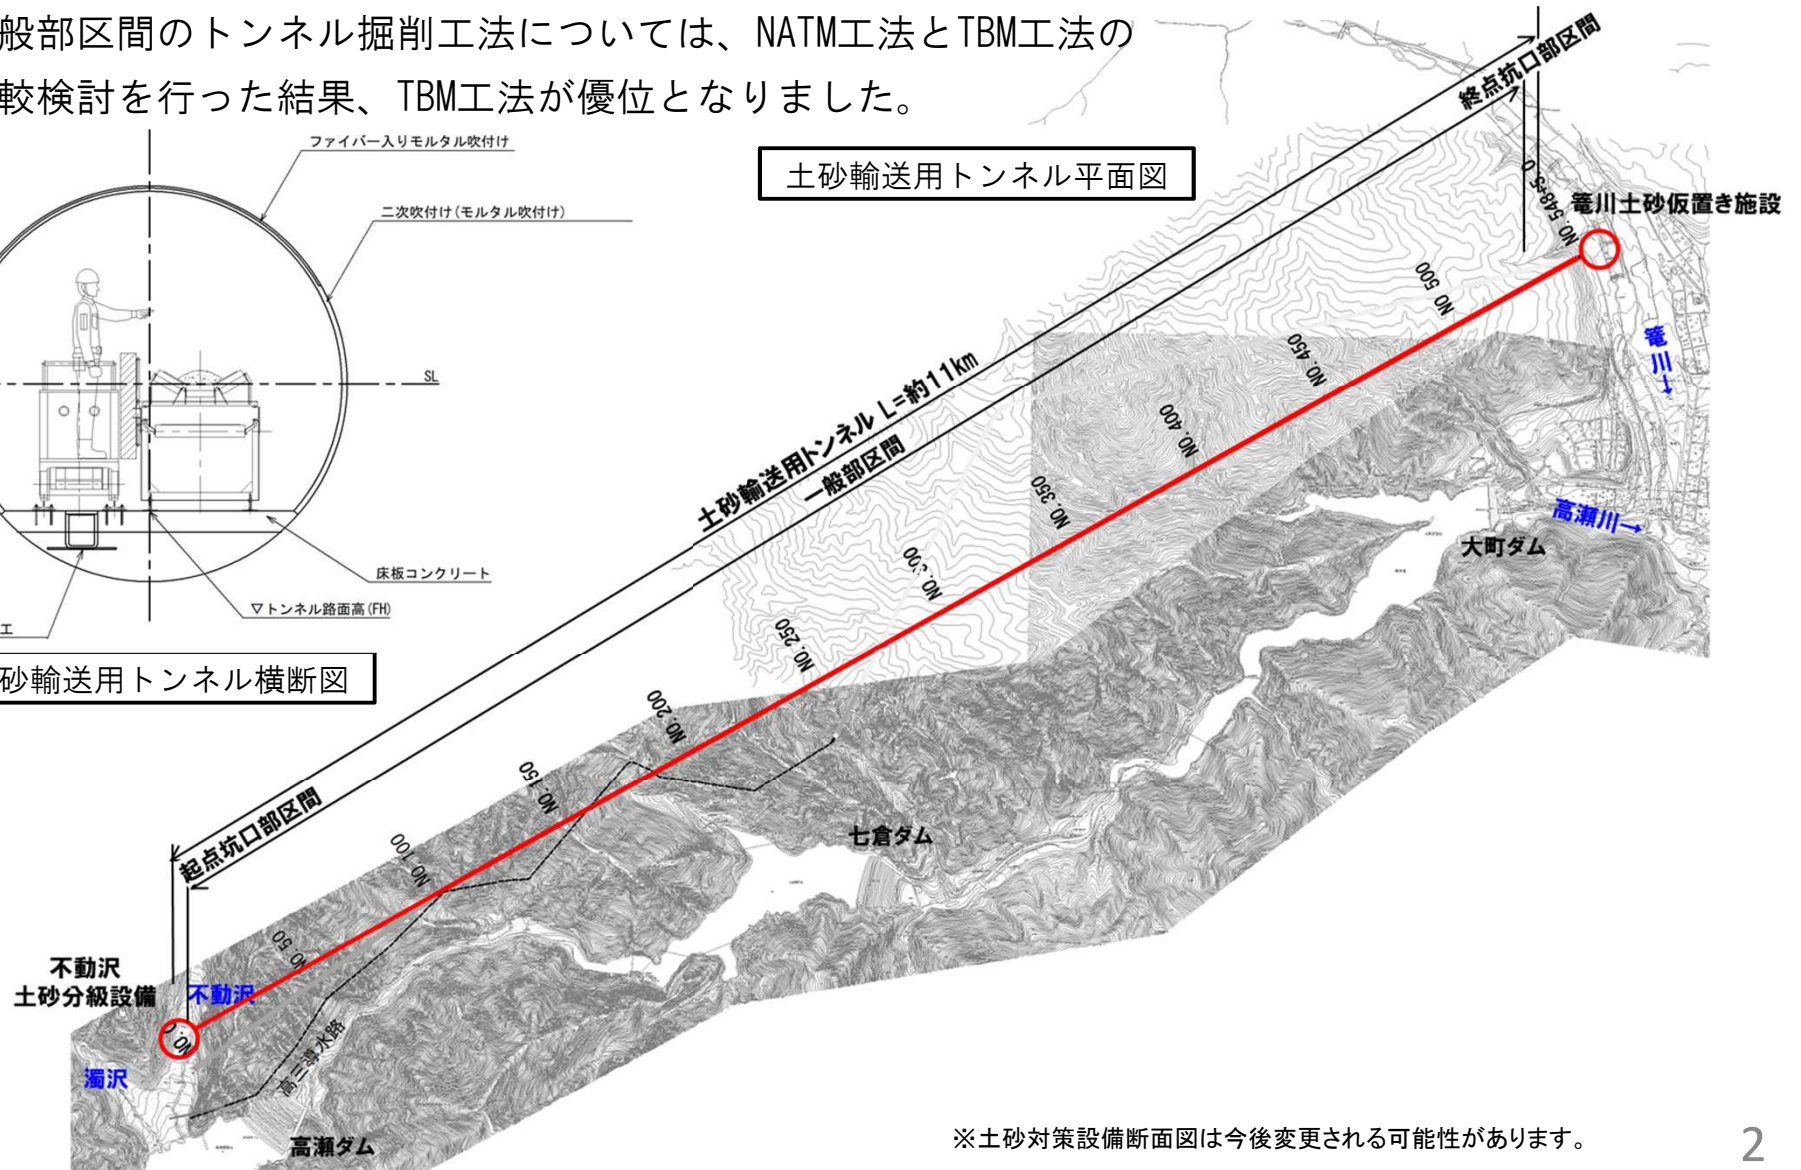 般部区間のトンネル掘削工法については、NATM工法とTBM工法の
較検討を行った結果、TBM工法が優位となりました。
ファイバー入りモルタル吹付け
二次吹付け(モルタル吹付け)
SL
床板コンクリート
▽トンネル路面高(FH)
工
砂輸送用トンネル横断図
土砂輸送用トンネル平面図
終点坑口部区間
NO.548+5.0
篭川土砂仮置き施設
篭川→
NO.500
NO.450
NO.400
NO.350
NO.300
NO.250
NO.200
NO.150
NO.100
NO.50
NO.0
土砂輸送用トンネル L=約11km
一般部区間
起点坑口部区間
高瀬川→
大町ダム
七倉ダム
不動沢
土砂分級設備
不動沢
濁沢
高三導水路
高瀬ダム
※土砂対策設備断面図は今後変更される可能性があります。
2